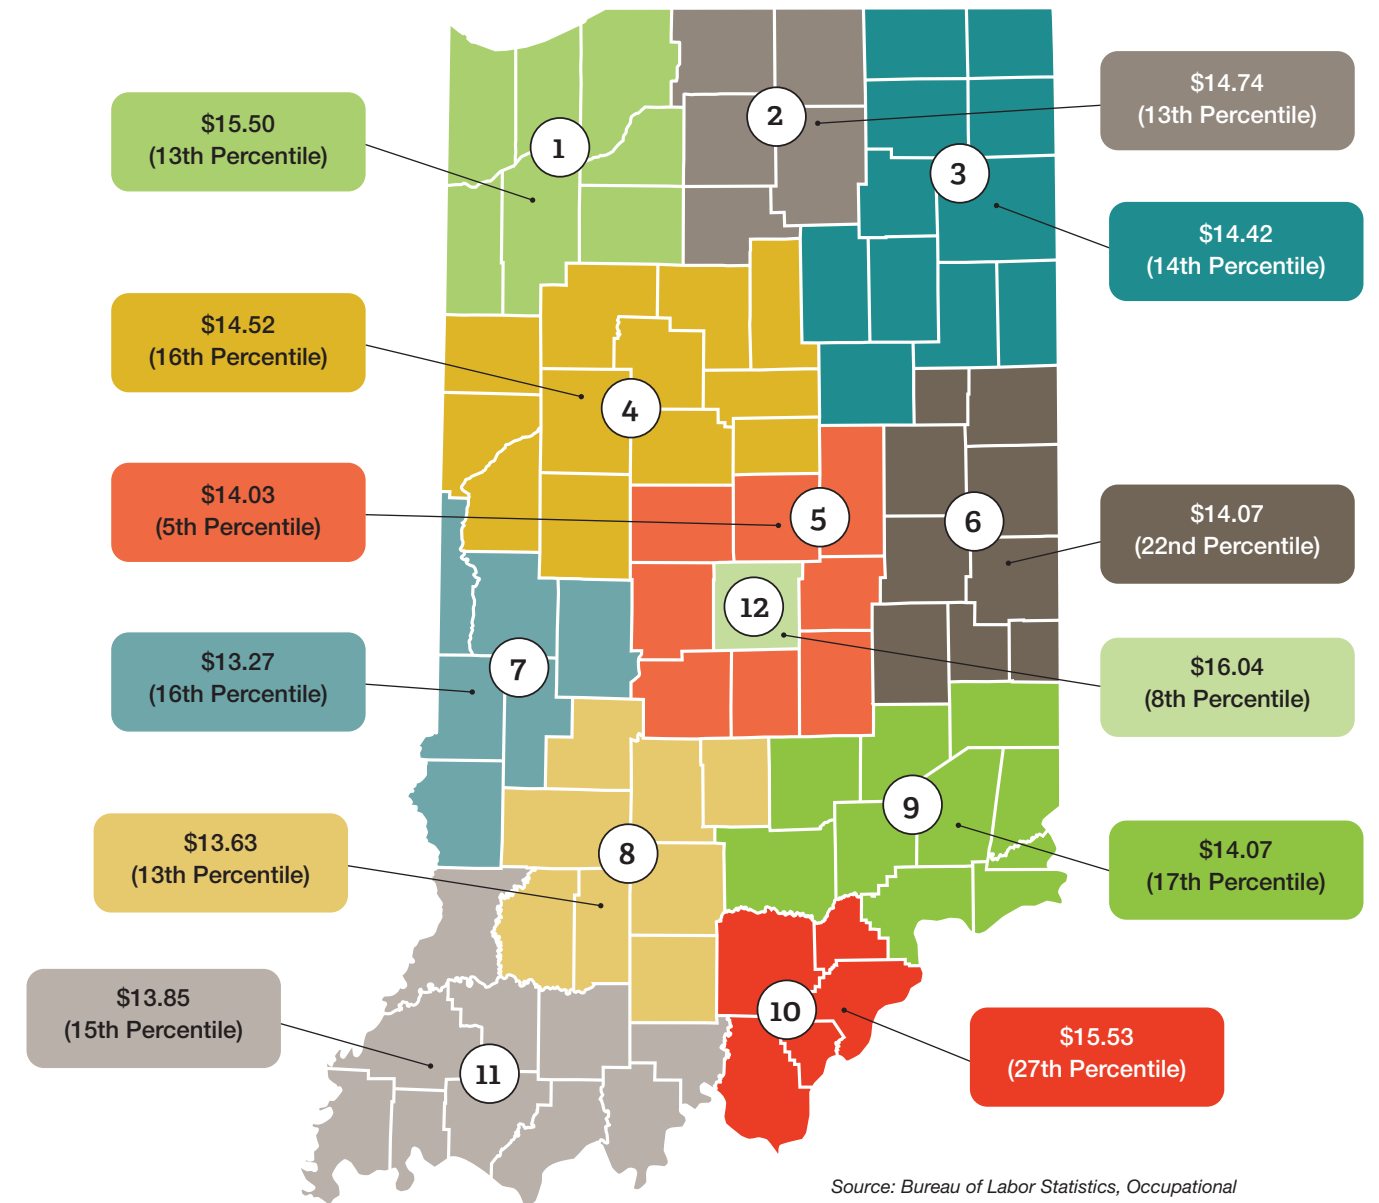 $15.50
(13th Percentile)
1
2
$14.74
(13th Percentile)
3
$14.42
(14th Percentile)
$14.52
(16th Percentile)
4
$14.03
(5th Percentile)
5
6
$14.07
(22nd Percentile)
12
$16.04
(8th Percentile)
$13.27
(16th Percentile)
7
$13.63
(13th Percentile)
8
9
$14.07
(17th Percentile)
$13.85
(15th Percentile)
10
11
$15.53
(27th Percentile)
Source: Bureau of Labor Statistics, Occupational